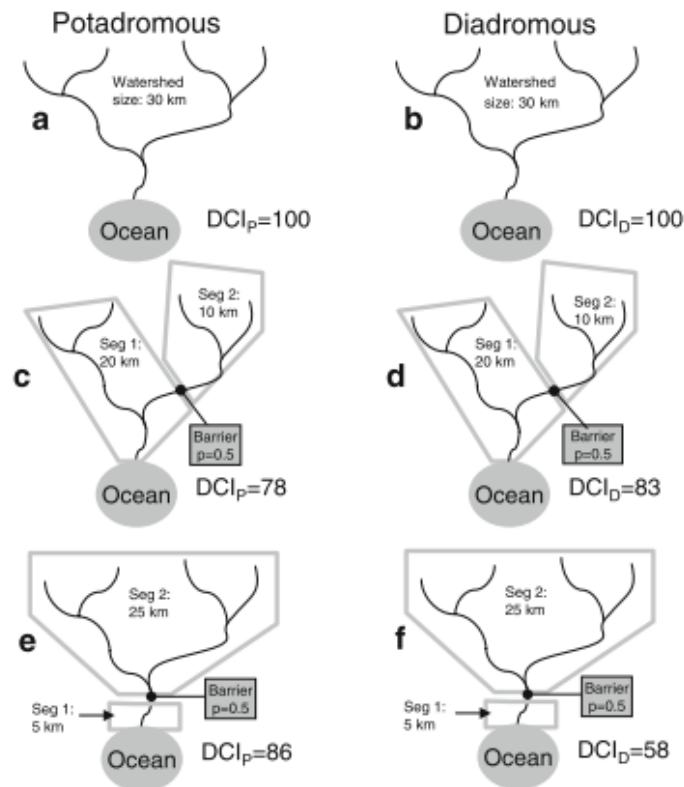 Potadromous
Diadromous
Watershed
size: 30 km
a
Ocean
DCIP=100
Watershed
size: 30 km
b
Ocean
DCID=100
Seg 2:
10 km
Seg 1:
20 km
c
Barrier
p=0.5
Ocean
DCIP=78
Seg 2:
10 km
Seg 1:
20 km
d
Barrier
p=0.5
Ocean
DCID=83
Seg 2:
25 km
e
Barrier
p=0.5
Seg 1:
5 km
Ocean
DCIP=86
Seg 2:
25 km
f
Barrier
p=0.5
Seg 1:
5 km
Ocean
DCID=58